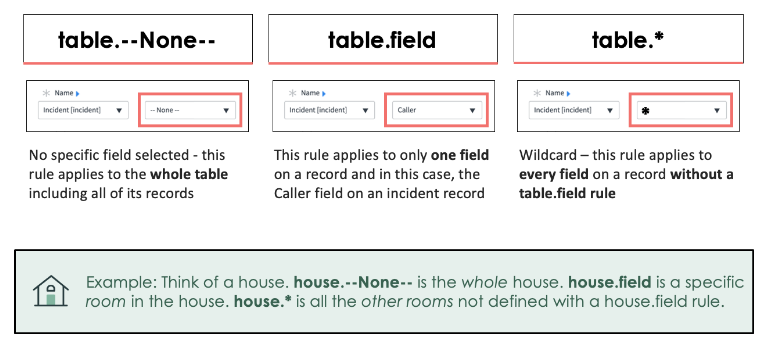 table.--None--
table.field
table.*
Name
Incident [incident]
-- None --
Name
Incident [incident]
Caller
Name
Incident [incident]
*
No specific field selected - this
rule applies to the whole table
including all of its records
This rule applies to only one field
on a record and in this case, the
Caller field on an incident record
Wildcard – this rule applies to
every field on a record without a
table.field rule
Example: Think of a house. house.--None-- is the whole house. house.field is a specific
room in the house. house.* is all the other rooms not defined with a house.field rule.